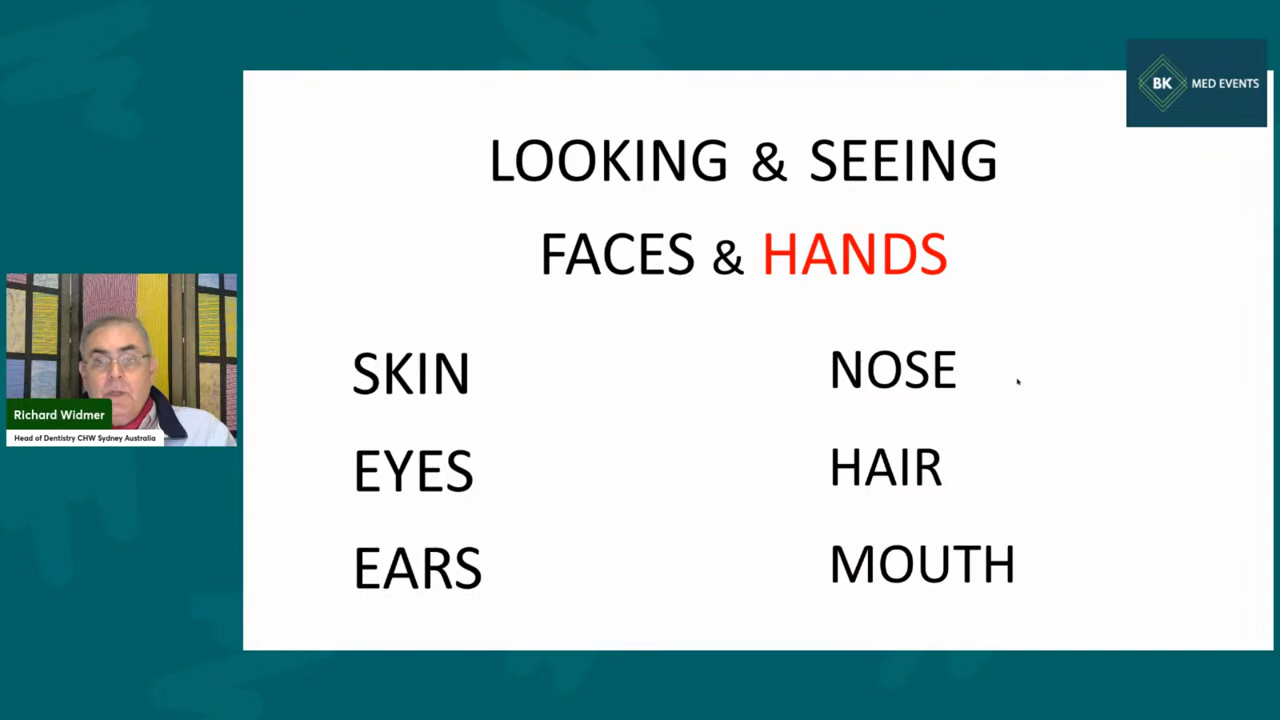 BK MED EVENTS
LOOKING & SEEING
FACES & HANDS
SKIN
EYES
EARS
NOSE
HAIR
MOUTH
Richard Widmer
Head of Dentistry CHW Sydney Australia